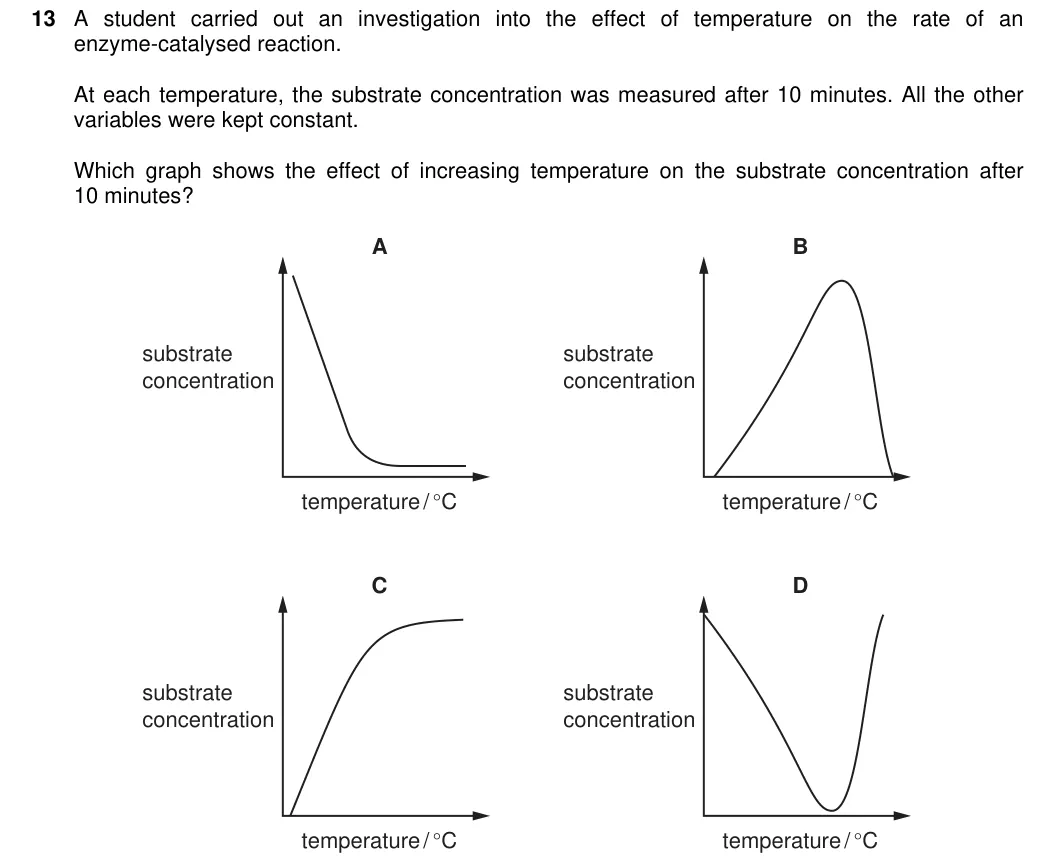 13 A student carried out an investigation into the effect of temperature on the rate of an
enzyme-catalysed reaction.
At each temperature, the substrate concentration was measured after 10 minutes. All the other
variables were kept constant.
Which graph shows the effect of increasing temperature on the substrate concentration after
10 minutes?
A
substrate
concentration
temperature / °C
B
substrate
concentration
temperature / °C
C
substrate
concentration
temperature / °C
D
substrate
concentration
temperature / °C